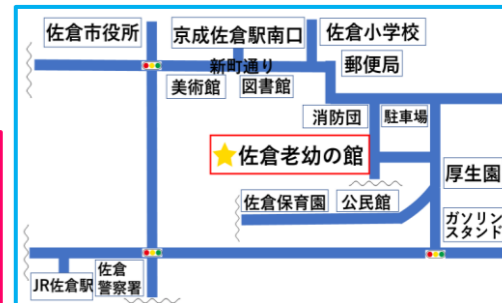 佐倉市役所
京成佐倉駅南口
佐倉小学校
新町通り
郵便局
美術館
図書館
消防団
駐車場
佐倉老幼の館
厚生園
佐倉保育園
公民館
ガソリン
スタンド
JR佐倉駅
佐倉
警察署